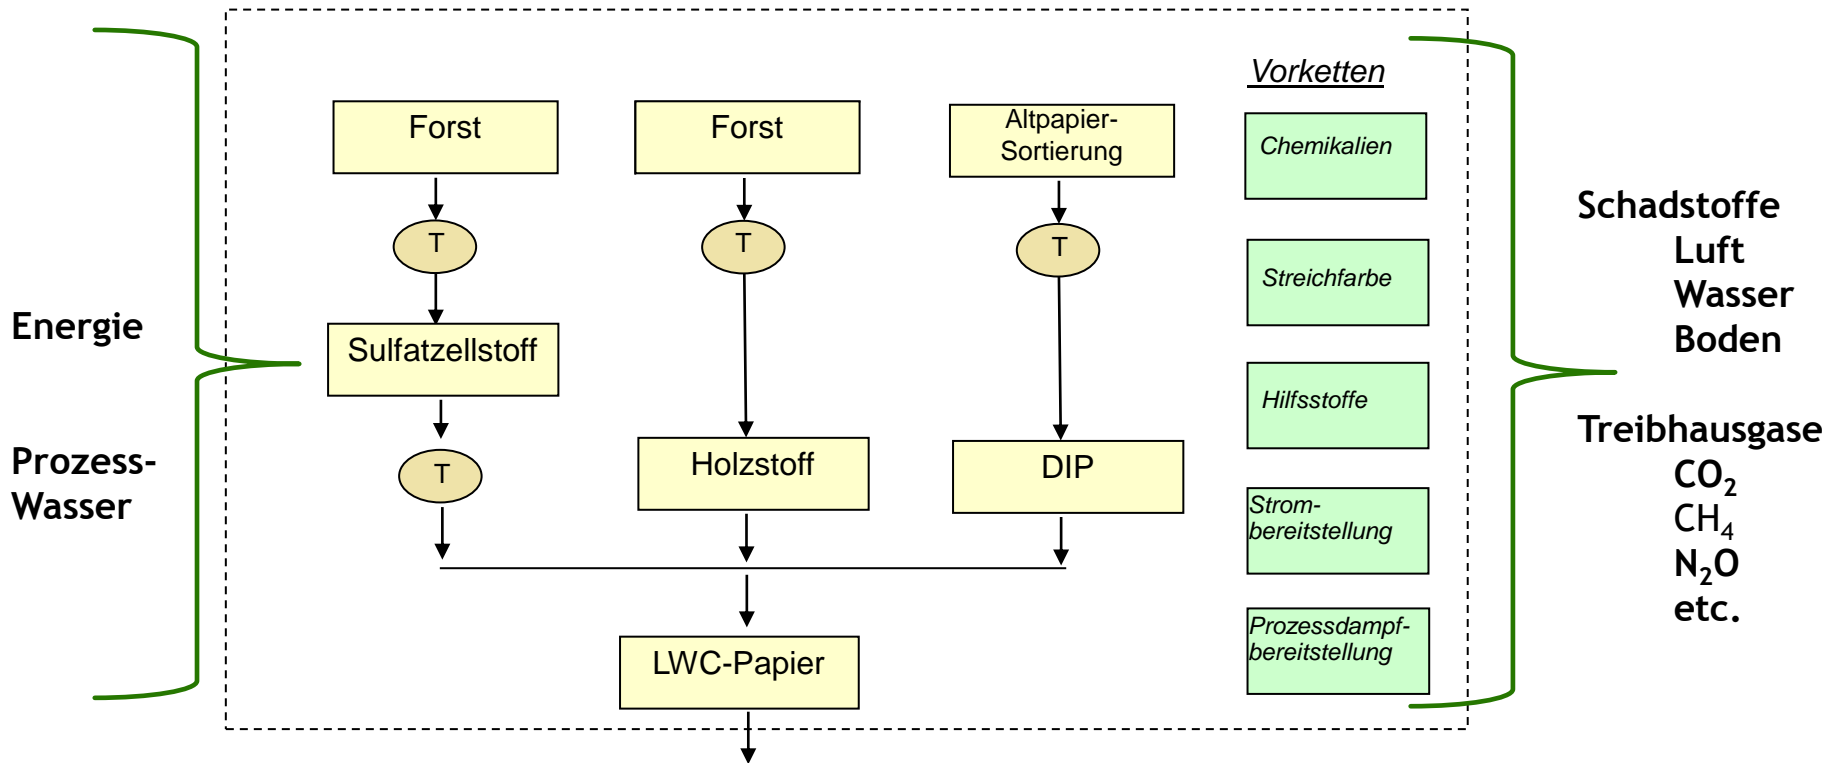 Energie
Prozess-
Wasser
Forst
T
Sulfatzellstoff
T
Forst
T
Holzstoff
Altpapier-
Sortierung
T
DIP
LWC-Papier
Vorketten
Chemikalien
Streichfarbe
Hilfsstoffe
Strom-
bereitstellung
Prozessdampf-
bereitstellung
Schadstoffe
Luft
Wasser
Boden
Treibhausgase
CO₂
CH₄
N₂O
etc.